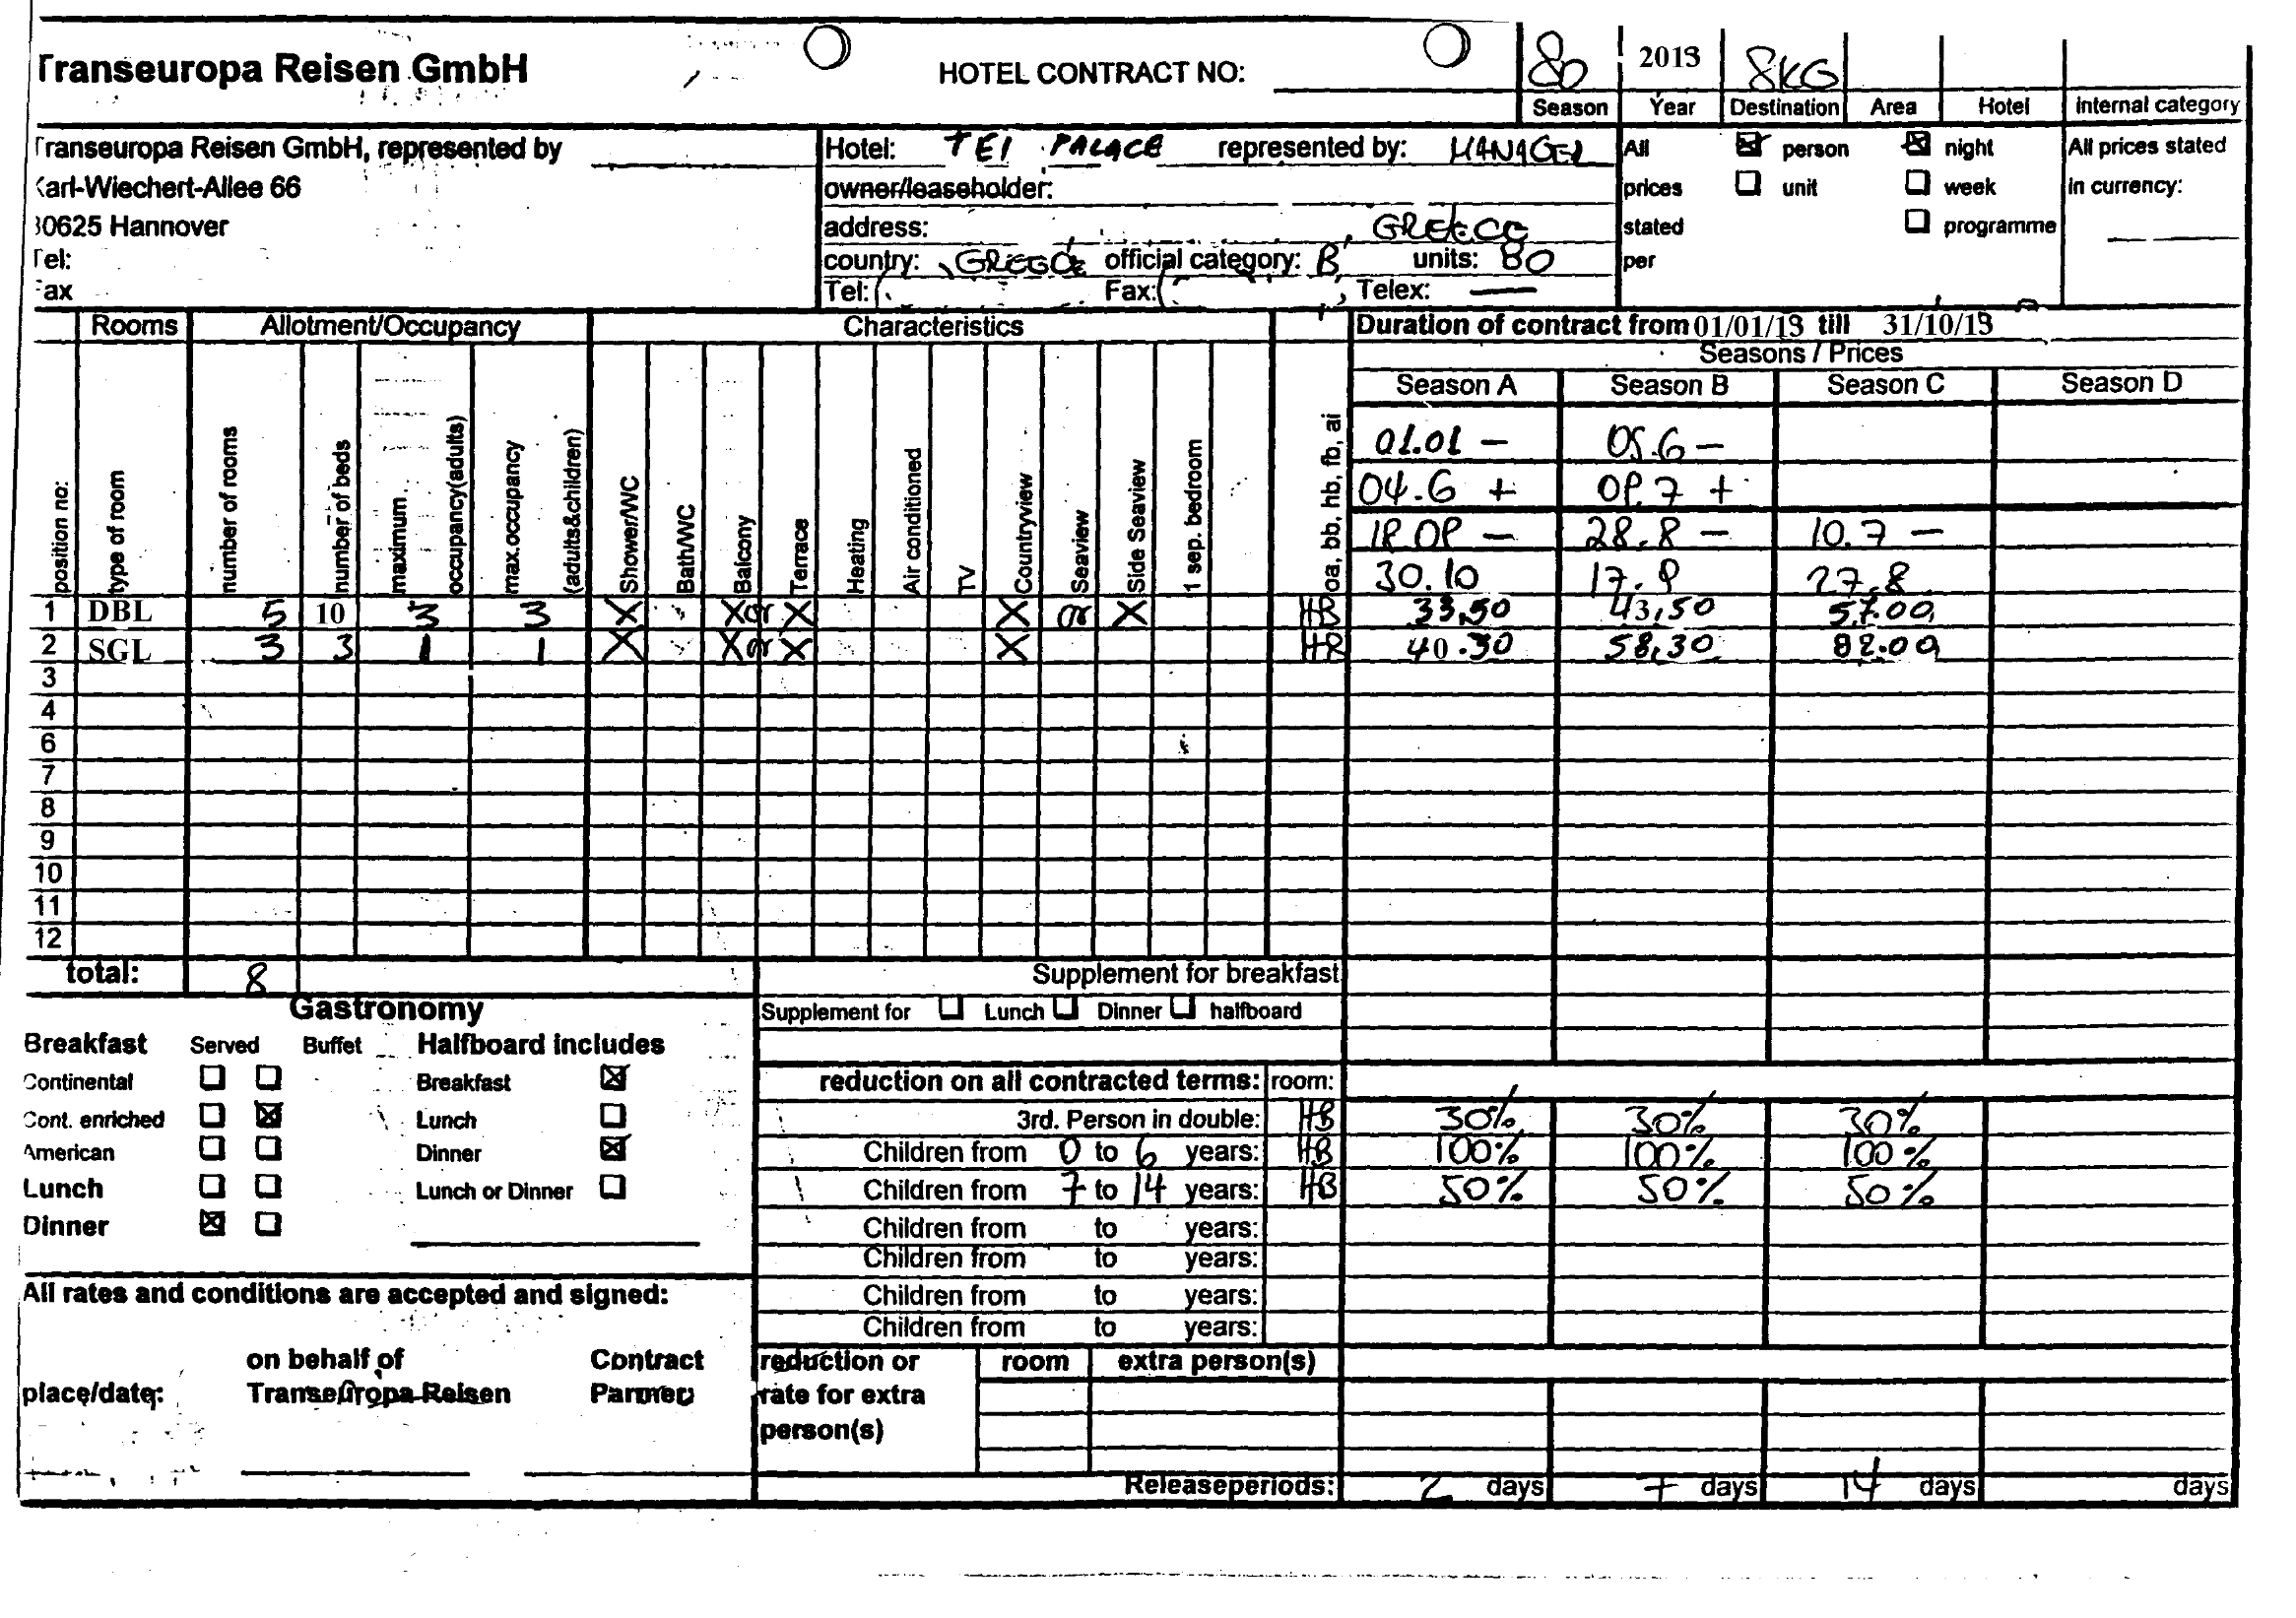 Transeuropa Reisen GmbH
HOTEL CONTRACT NO:
80 2013 8KG
Season Year Destination Area Hotel internal category
Transeuropa Reisen GmbH, represented by
Karl-Wiechert-Allee 66
30625 Hannover
Tel:
Fax
Hotel: TEI PALACE represented by: MANAGER
owner/leaseholder:
address: GREECE
country: GREECE official category: B units: 80
Tel: ( Fax: ( Telex: —
All prices stated per
person
unit
night
week
programme
All prices stated
in currency:
Rooms Allotment/Occupancy Characteristics
Duration of contract from 01/01/13 till 31/10/13
Seasons / Prices
Season A Season B Season C Season D
position no:
type of room
number of rooms
number of beds
maximum occupancy(adults)
max.occupancy (adults&children)
Shower/WC
Bath/WC
Balcony
Terrace
Heating
Air conditioned
TV
Countryview
Seaview
Side Seaview
1 sep. bedroom
oa, bb, hb, fb, ai
01.01 — 05.6 —
04.6 + 09.7 +
18.09 — 28.8 — 10.7 —
30.10 17.9 27.8
1 DBL 5 10 3 3 X X or X X or X HB 33,50 43,50 57.00
2 SGL 3 3 1 1 X X or X X HB 40.30 58,30 82.00
3
4
6
7
8
9
10
11
12
total: 8
Supplement for breakfast
Supplement for Lunch Dinner halfboard
Gastronomy
Breakfast Served Buffet Halfboard includes
Continental Breakfast
Cont. enriched Lunch
American Dinner
Lunch Lunch or Dinner
Dinner
reduction on all contracted terms: room:
3rd. Person in double: HB 30% 30% 30%
Children from 0 to 6 years: HB 100% 100% 100%
Children from 7 to 14 years: HB 50% 50% 50%
Children from to years:
Children from to years:
Children from to years:
Children from to years:
All rates and conditions are accepted and signed:
on behalf of Contract
place/date: Transeuropa Reisen Partner
reduction or room extra person(s)
rate for extra
person(s)
Releaseperiods: 2 days 7 days 14 days days